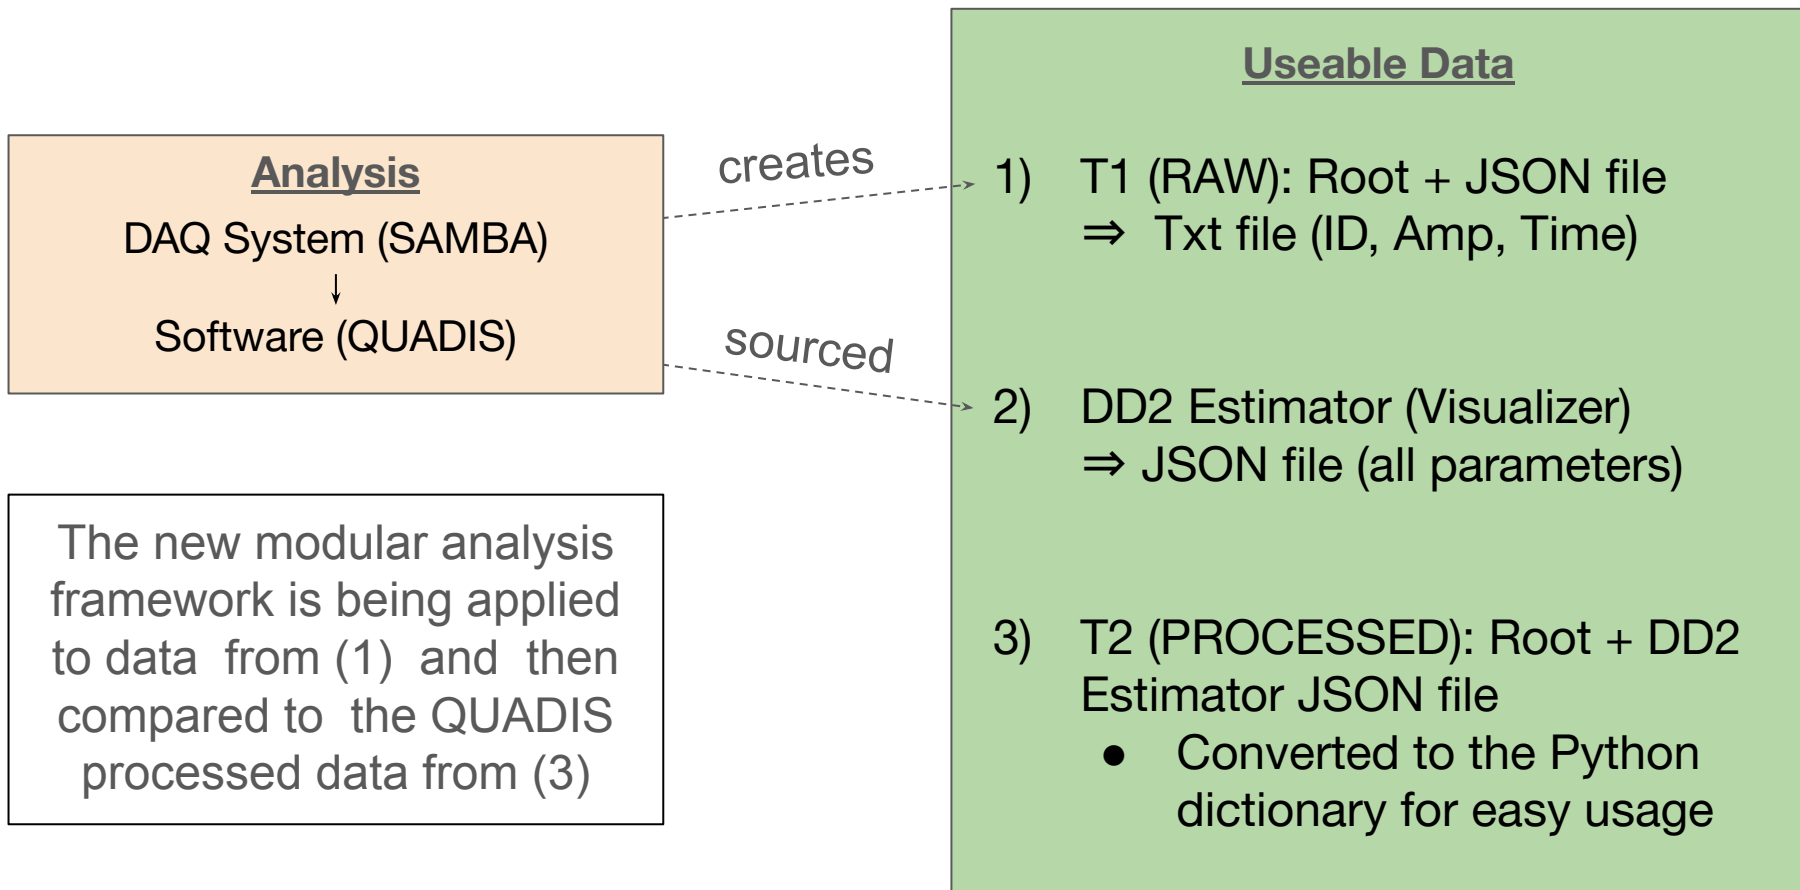 Analysis
DAQ System (SAMBA)
↓
Software (QUADIS)
creates
sourced
The new modular analysis
framework is being applied
to data from (1) and then
compared to the QUADIS
processed data from (3)
Useable Data
1) T1 (RAW): Root + JSON file
⇒ Txt file (ID, Amp, Time)
2) DD2 Estimator (Visualizer)
⇒ JSON file (all parameters)
3) T2 (PROCESSED): Root + DD2
Estimator JSON file
● Converted to the Python
dictionary for easy usage